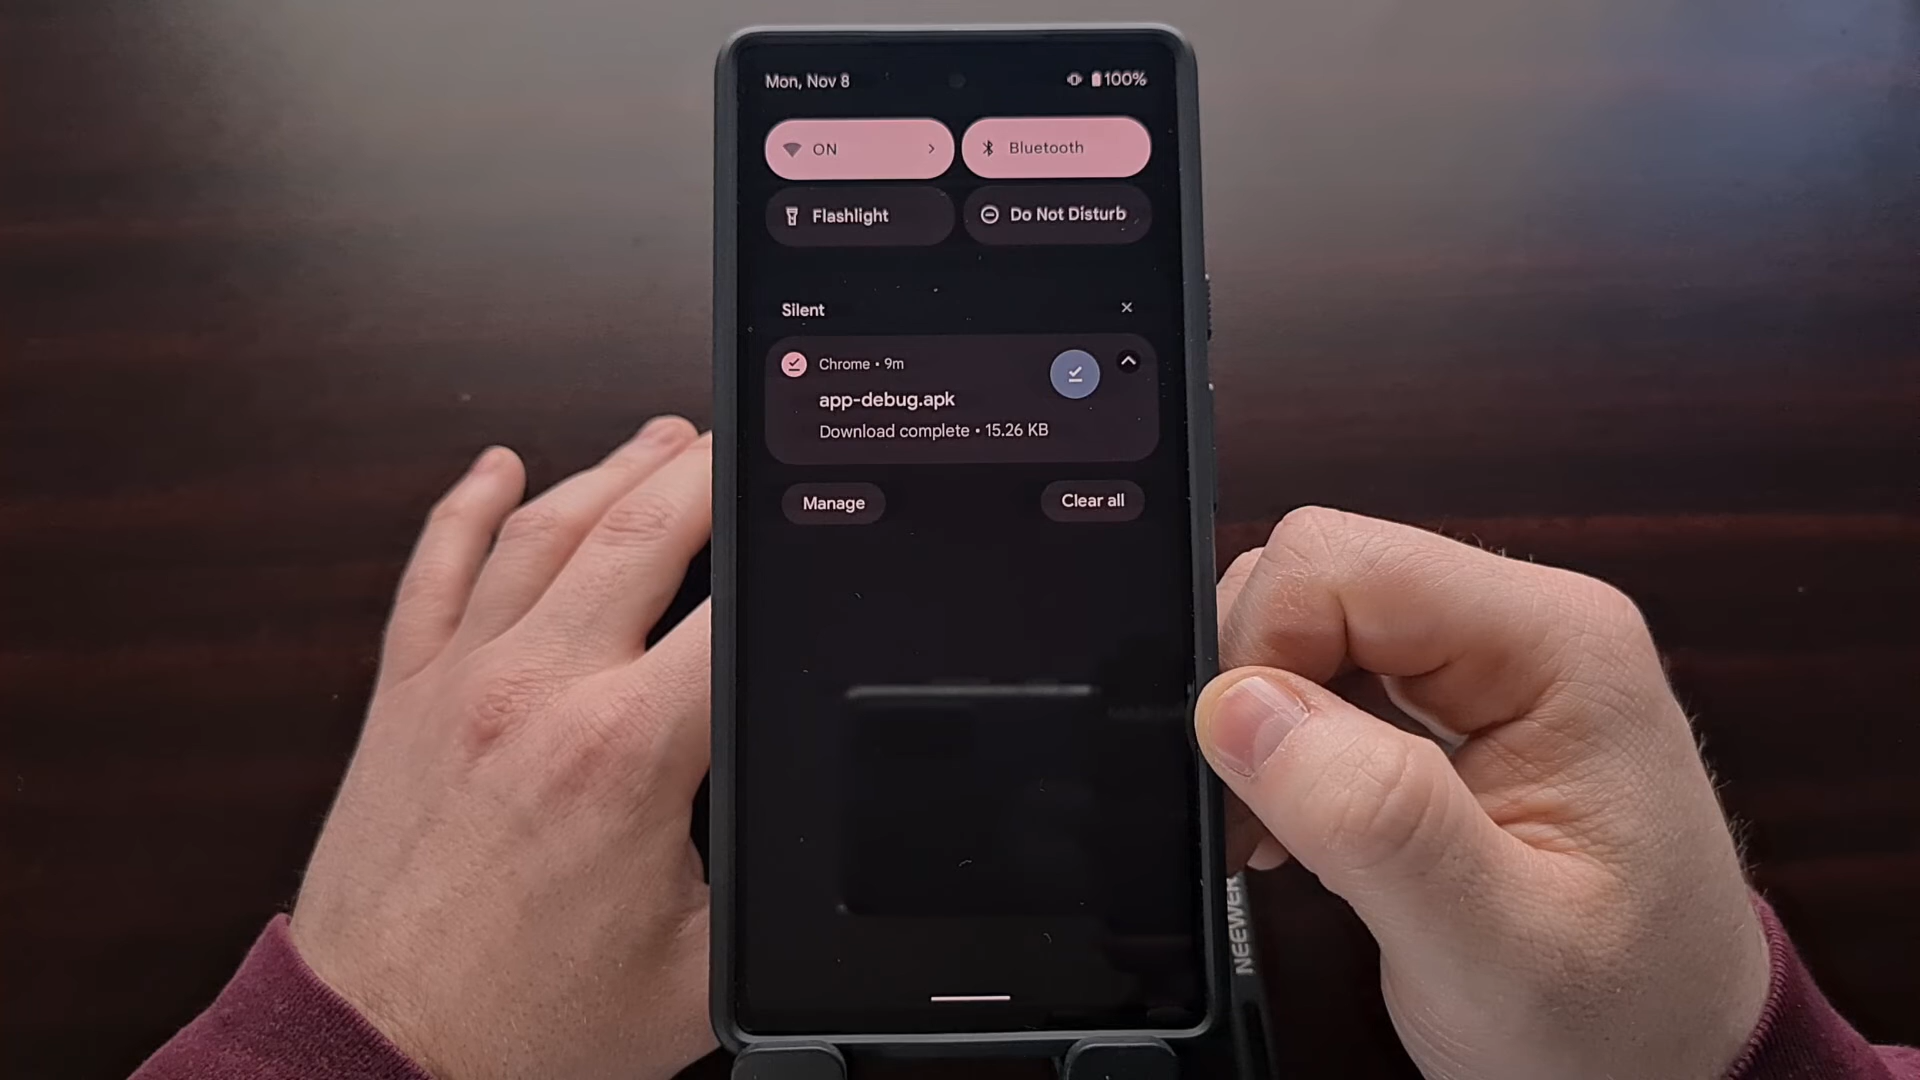 Mon, Nov 8
100%
ON
Bluetooth
Flashlight
Do Not Disturb
Silent
Chrome • 9m
app-debug.apk
Download complete • 15.26 KB
Manage
Clear all
NEEWER